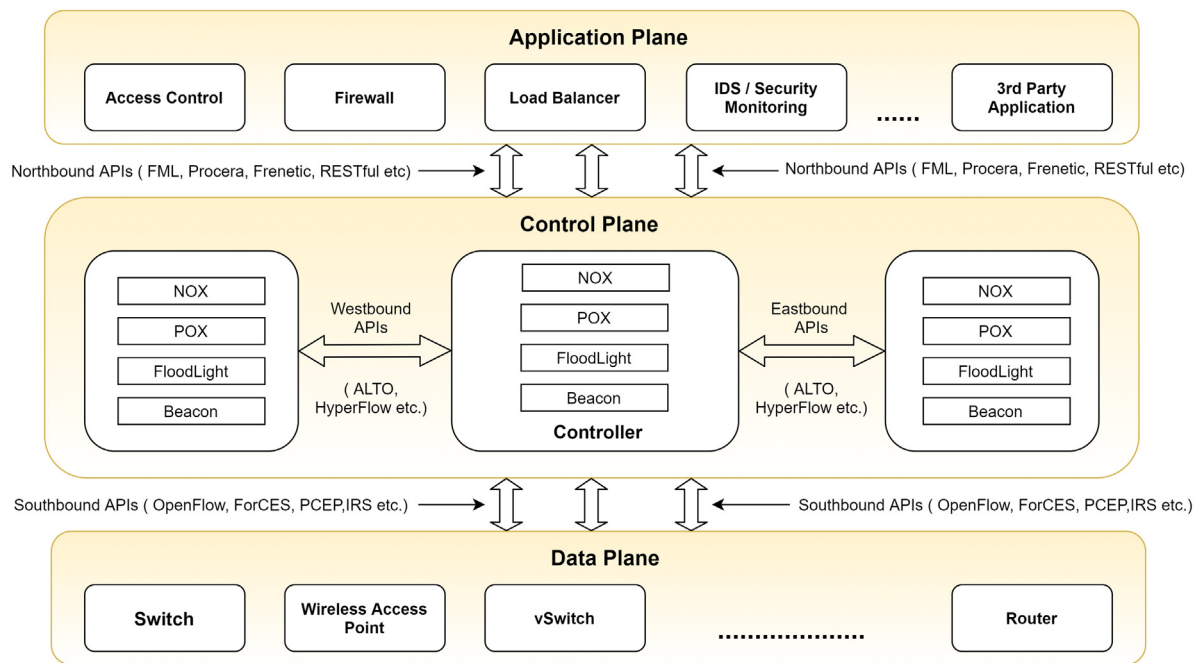 Application Plane
Access Control
Firewall
Load Balancer
IDS / Security
Monitoring
......
3rd Party
Application
Northbound APIs ( FML, Procera, Frenetic, RESTful etc)
Northbound APIs ( FML, Procera, Frenetic, RESTful etc)
Control Plane
NOX
POX
FloodLight
Beacon
Westbound
APIs
( ALTO,
HyperFlow etc.)
NOX
POX
FloodLight
Beacon
Controller
Eastbound
APIs
( ALTO,
HyperFlow etc.)
NOX
POX
FloodLight
Beacon
Southbound APIs ( OpenFlow, ForCES, PCEP,IRS etc.)
Southbound APIs ( OpenFlow, ForCES, PCEP,IRS etc.)
Data Plane
Switch
Wireless Access
Point
vSwitch
.....................
Router